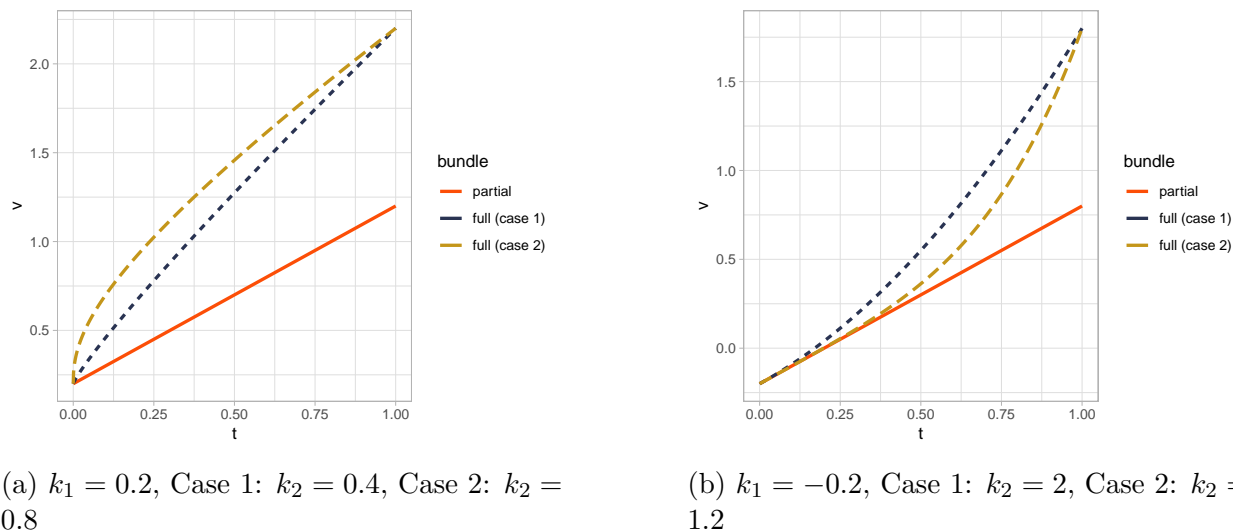 2.0
1.5
1.0
0.5
v
0.00 0.25 0.50 0.75 1.00
t
bundle
partial
full (case 1)
full (case 2)
(a) k₁ = 0.2, Case 1: k₂ = 0.4, Case 2: k₂ =
0.8
1.5
1.0
0.5
0.0
v
0.00 0.25 0.50 0.75 1.00
t
bundle
partial
full (case 1)
full (case 2)
(b) k₁ = −0.2, Case 1: k₂ = 2, Case 2: k₂ =
1.2